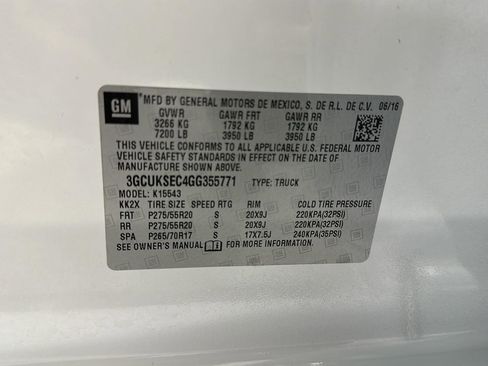 GM
MFD BY GENERAL MOTORS DE MEXICO, S. DE R.L. DE C.V. 06/16
GVWR GAWR FRT GAWR RR
3266 KG 1792 KG 1792 KG
7200 LB 3950 LB 3950 LB
THIS VEHICLE CONFORMS TO ALL APPLICABLE U.S. FEDERAL MOTOR
VEHICLE SAFETY STANDARDS IN EFFECT ON THE DATE OF
MANUFACTURE SHOWN ABOVE.
3GCUKSEC4GG355771 TYPE: TRUCK
MODEL: K15543
KK2X TIRE SIZE SPEED RTG RIM COLD TIRE PRESSURE
FRT P275/55R20 S 20X9J 220KPA(32PSI)
RR P275/55R20 S 20X9J 220KPA(32PSI)
SPA P265/70R17 S 17X7.5J 240KPA(35PSI)
SEE OWNER'S MANUAL FOR MORE INFORMATION.